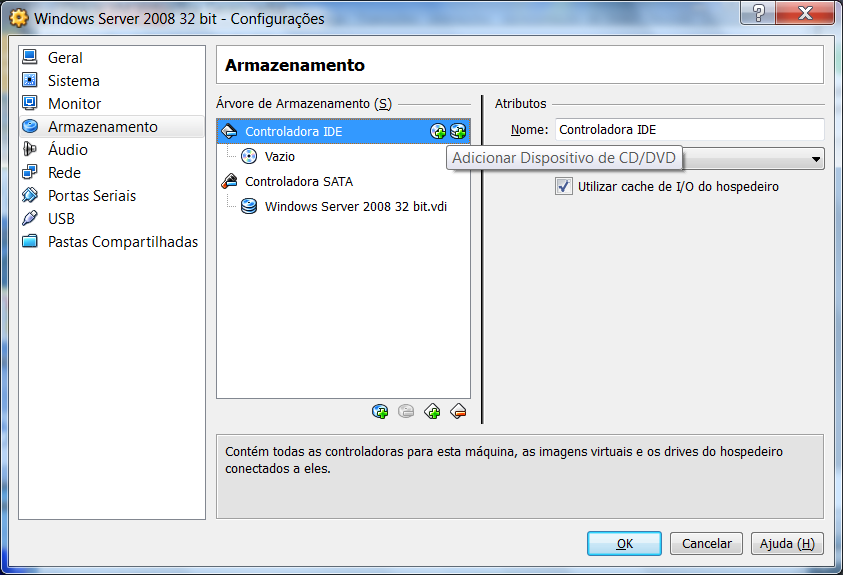 Windows Server 2008 32 bit - Configurações
Geral
Sistema
Monitor
Armazenamento
Áudio
Rede
Portas Seriais
USB
Pastas Compartilhadas
Armazenamento
Árvore de Armazenamento (S)
Controladora IDE
Vazio
Controladora SATA
Windows Server 2008 32 bit.vdi
Atributos
Nome: Controladora IDE
Adicionar Dispositivo de CD/DVD
Utilizar cache de I/O do hospedeiro
Contém todas as controladoras para esta máquina, as imagens virtuais e os drives do hospedeiro
conectados a eles.
OK Cancelar Ajuda (H)